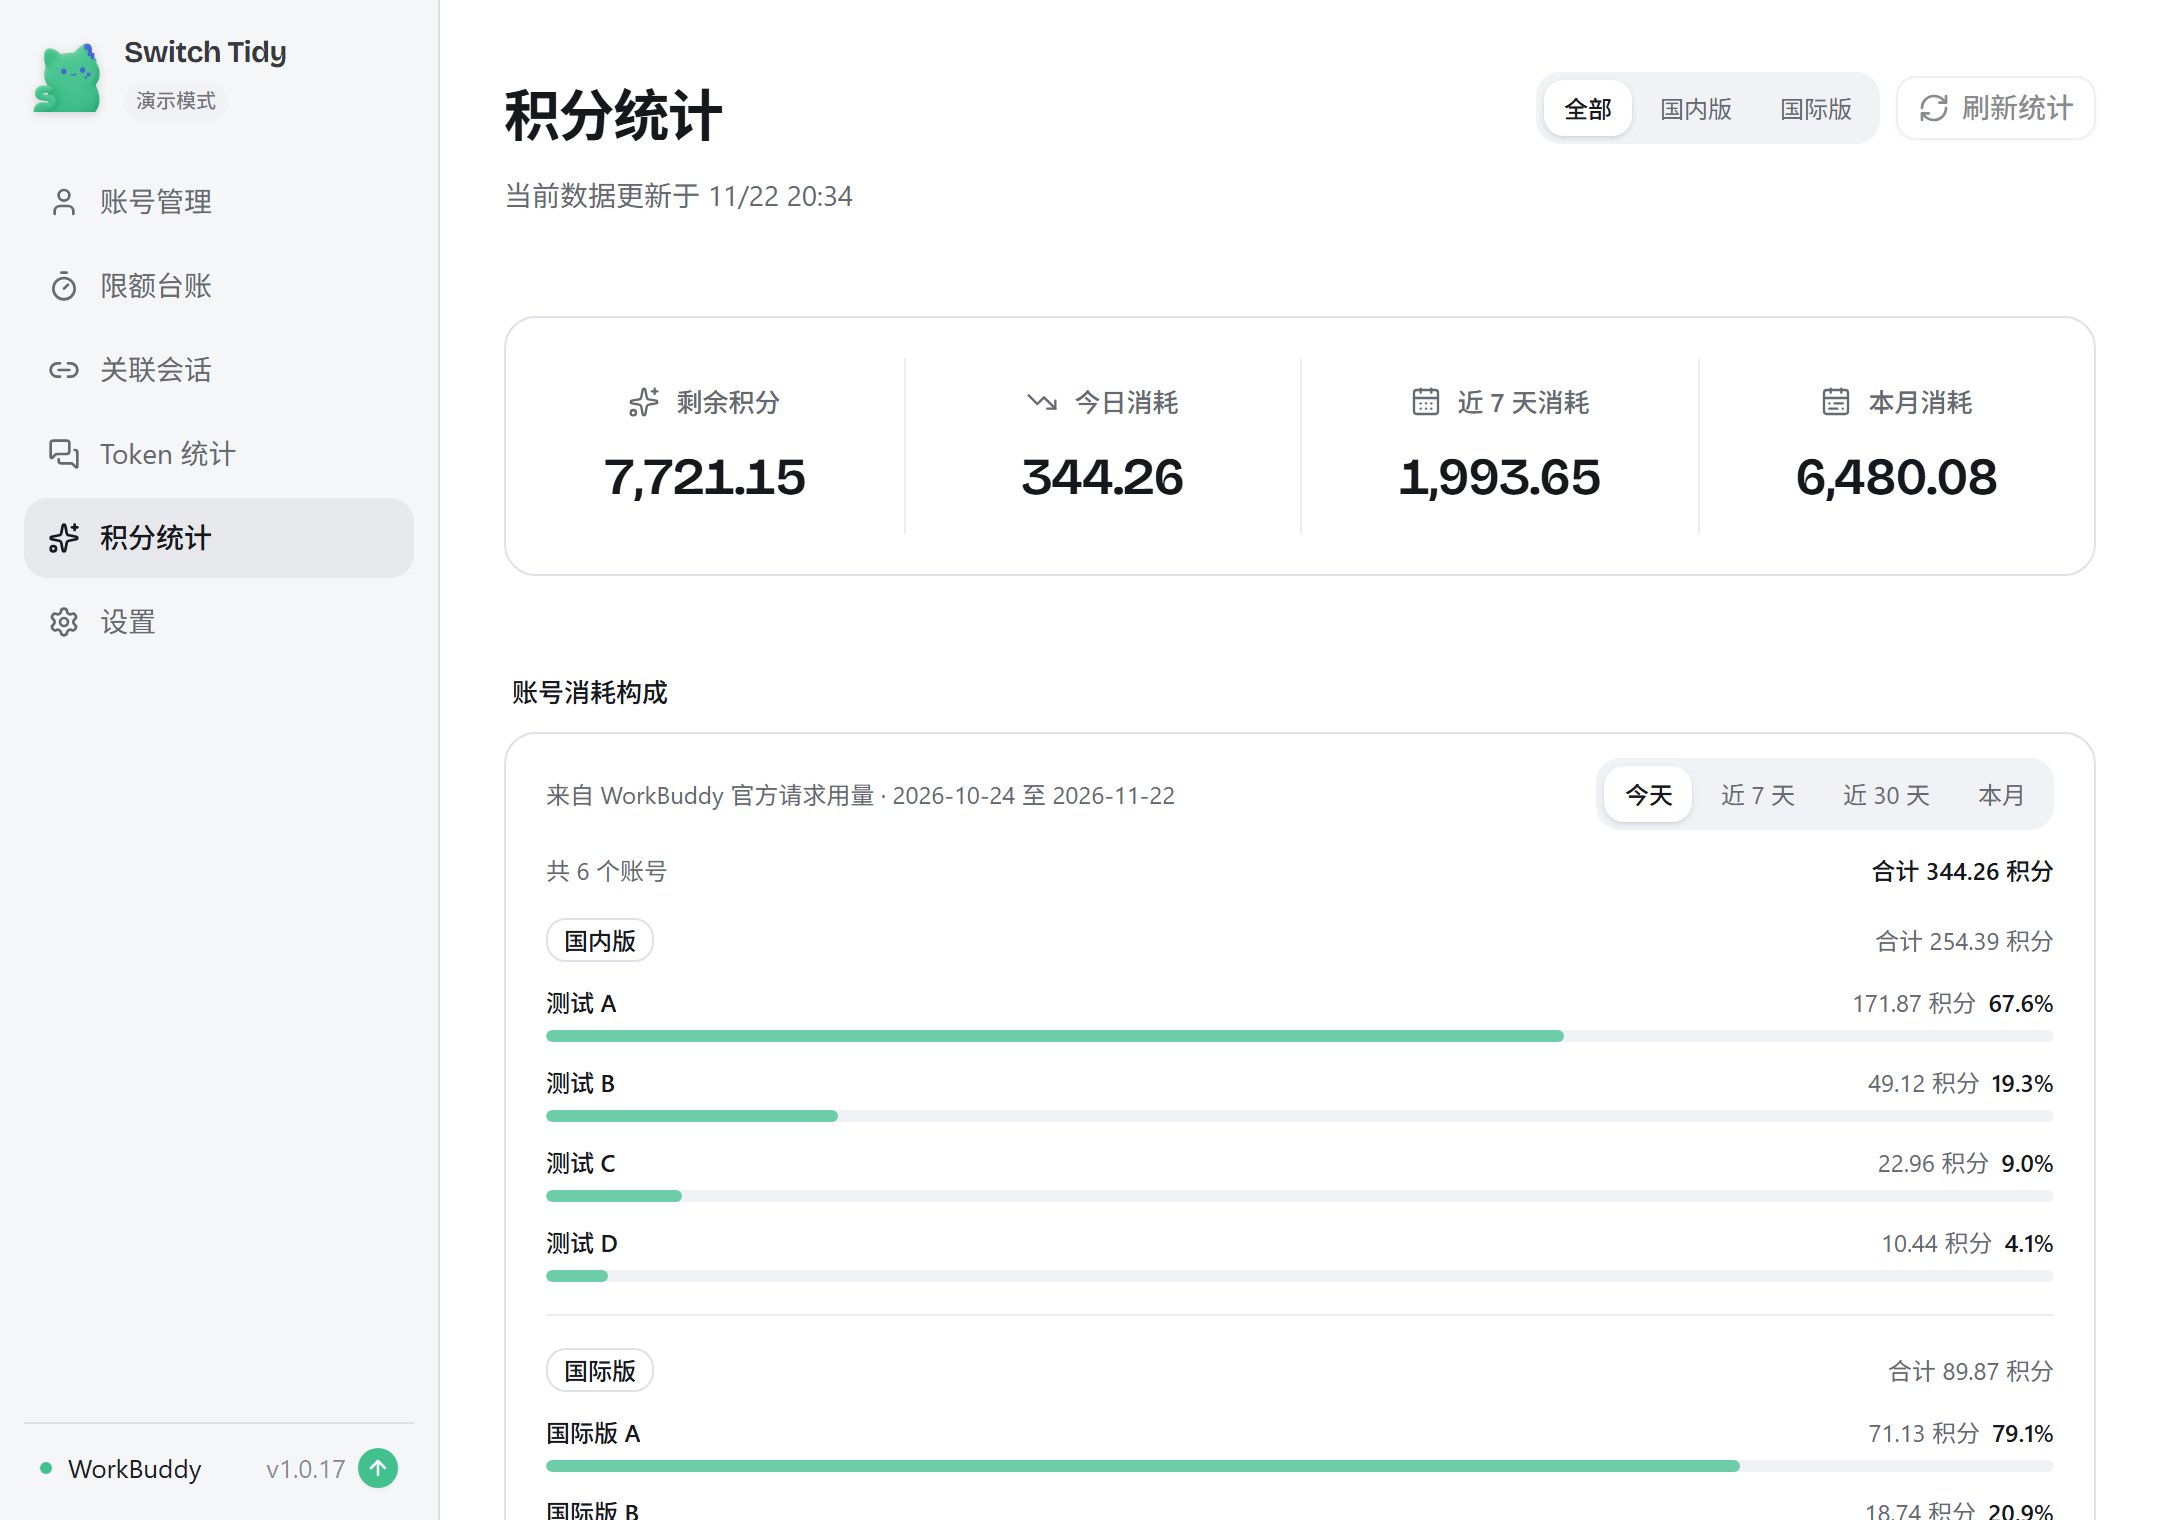 Switch Tidy
演示模式
账号管理
限额台账
关联会话
Token 统计
积分统计
设置
WorkBuddy
v1.0.17
积分统计
全部
国内版
国际版
刷新统计
当前数据更新于 11/22 20:34
剩余积分
7,721.15
今日消耗
344.26
近 7 天消耗
1,993.65
本月消耗
6,480.08
账号消耗构成
来自 WorkBuddy 官方请求用量 · 2026-10-24 至 2026-11-22
今天
近 7 天
近 30 天
本月
共 6 个账号
合计 344.26 积分
国内版
合计 254.39 积分
测试 A
171.87 积分 67.6%
测试 B
49.12 积分 19.3%
测试 C
22.96 积分 9.0%
测试 D
10.44 积分 4.1%
国际版
合计 89.87 积分
国际版 A
71.13 积分 79.1%
国际版 B
18.74 积分 20.9%